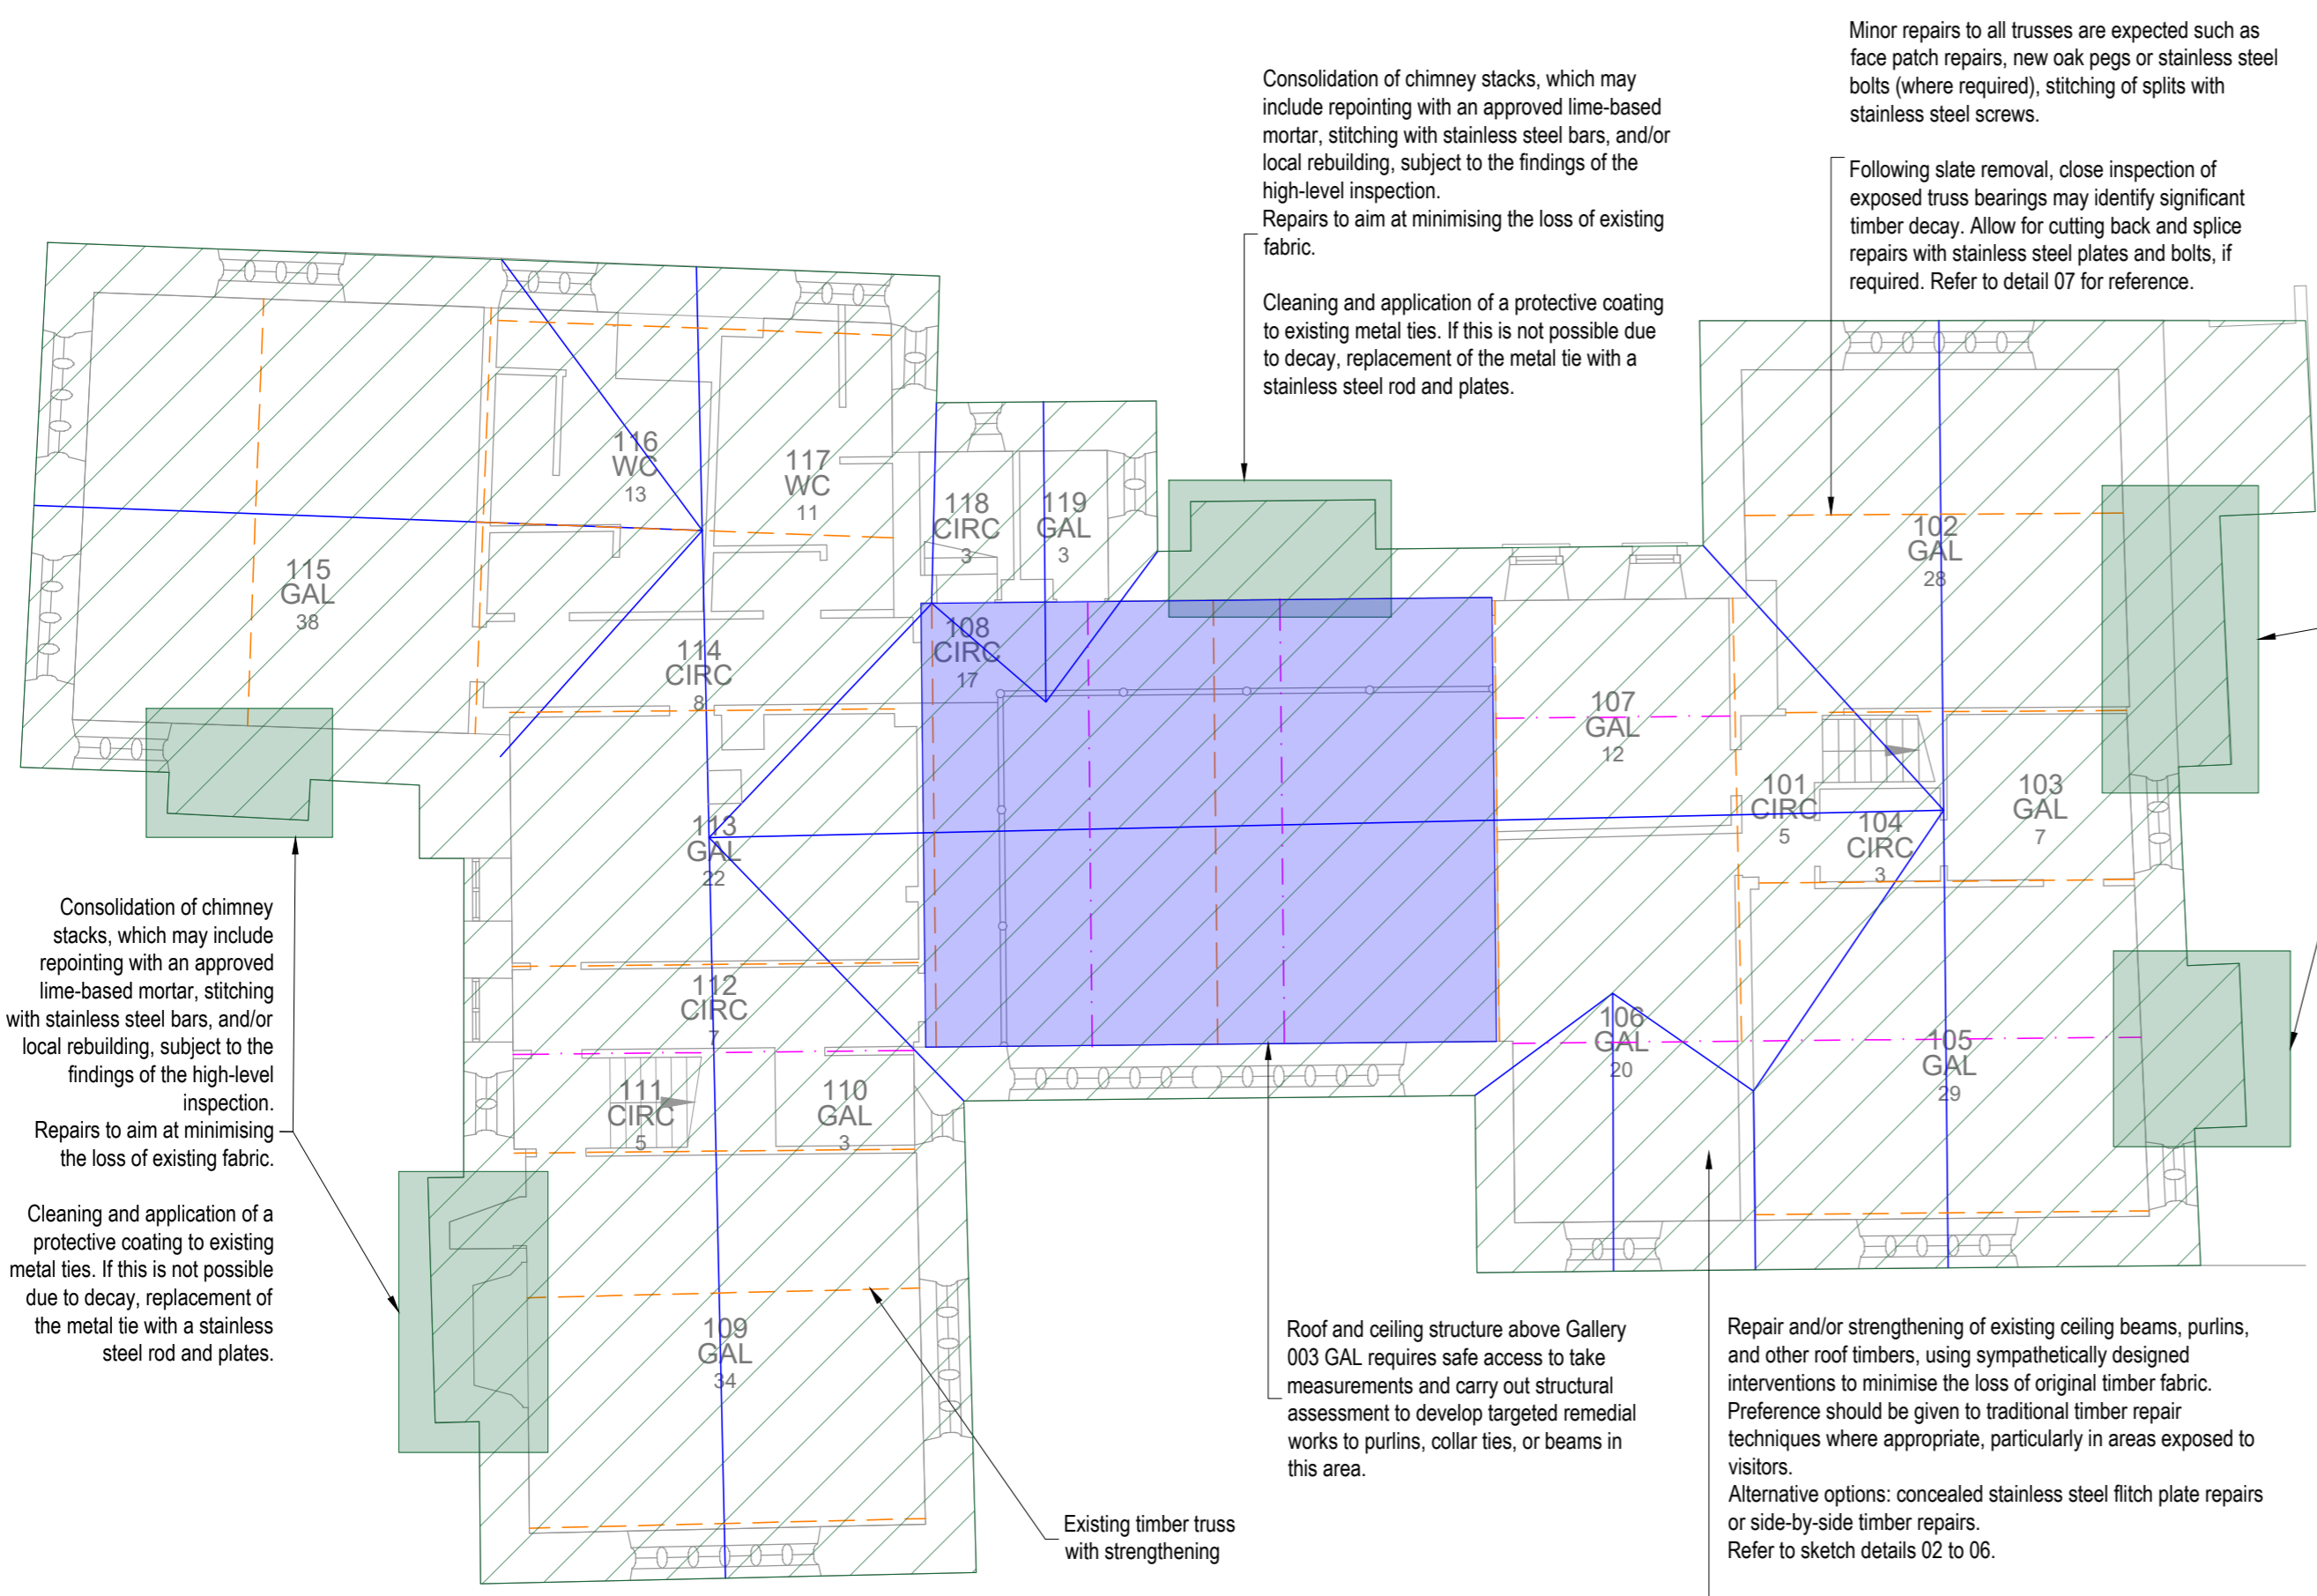 Minor repairs to all trusses are expected such as
face patch repairs, new oak pegs or stainless steel
bolts (where required), stitching of splits with
stainless steel screws.
Following slate removal, close inspection of
exposed truss bearings may identify significant
timber decay. Allow for cutting back and splice
repairs with stainless steel plates and bolts, if
required. Refer to detail 07 for reference.
Consolidation of chimney stacks, which may
include repointing with an approved lime-based
mortar, stitching with stainless steel bars, and/or
local rebuilding, subject to the findings of the
high-level inspection.
Repairs to aim at minimising the loss of existing
fabric.
Cleaning and application of a protective coating
to existing metal ties. If this is not possible due
to decay, replacement of the metal tie with a
stainless steel rod and plates.
116
WC
13
117
WC
11
118
CIRC
3
119
GAL
3
102
GAL
28
115
GAL
38
108
CIRC
17
114
CIRC
8
107
GAL
12
101
CIRC
5
103
GAL
7
104
CIRC
3
113
GAL
22
112
CIRC
7
106
GAL
20
105
GAL
29
111
CIRC
5
110
GAL
3
109
GAL
34
Consolidation of chimney
stacks, which may include
repointing with an approved
lime-based mortar, stitching
with stainless steel bars, and/or
local rebuilding, subject to the
findings of the high-level
inspection.
Repairs to aim at minimising
the loss of existing fabric.
Cleaning and application of a
protective coating to existing
metal ties. If this is not possible
due to decay, replacement of
the metal tie with a stainless
steel rod and plates.
Existing timber truss
with strengthening
Roof and ceiling structure above Gallery
003 GAL requires safe access to take
measurements and carry out structural
assessment to develop targeted remedial
works to purlins, collar ties, or beams in
this area.
Repair and/or strengthening of existing ceiling beams, purlins,
and other roof timbers, using sympathetically designed
interventions to minimise the loss of original timber fabric.
Preference should be given to traditional timber repair
techniques where appropriate, particularly in areas exposed to
visitors.
Alternative options: concealed stainless steel flitch plate repairs
or side-by-side timber repairs.
Refer to sketch details 02 to 06.